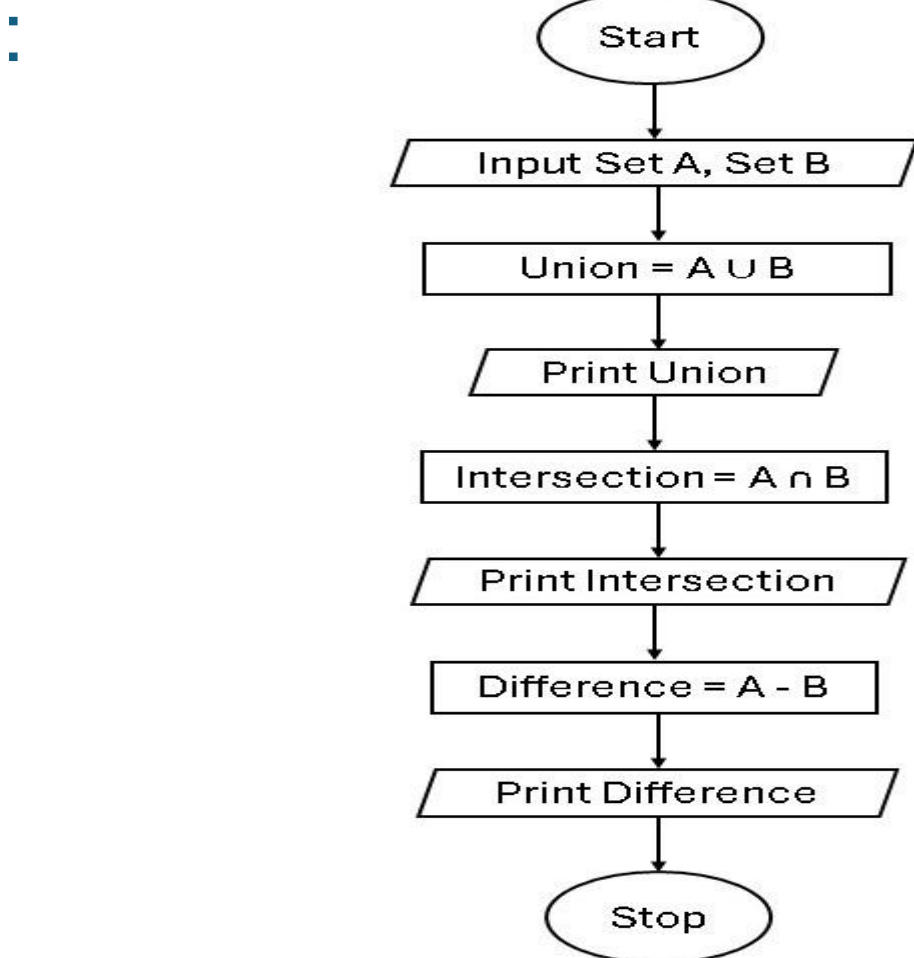 Start
Input Set A, Set B
Union = A ∪ B
Print Union
Intersection = A ∩ B
Print Intersection
Difference = A - B
Print Difference
Stop